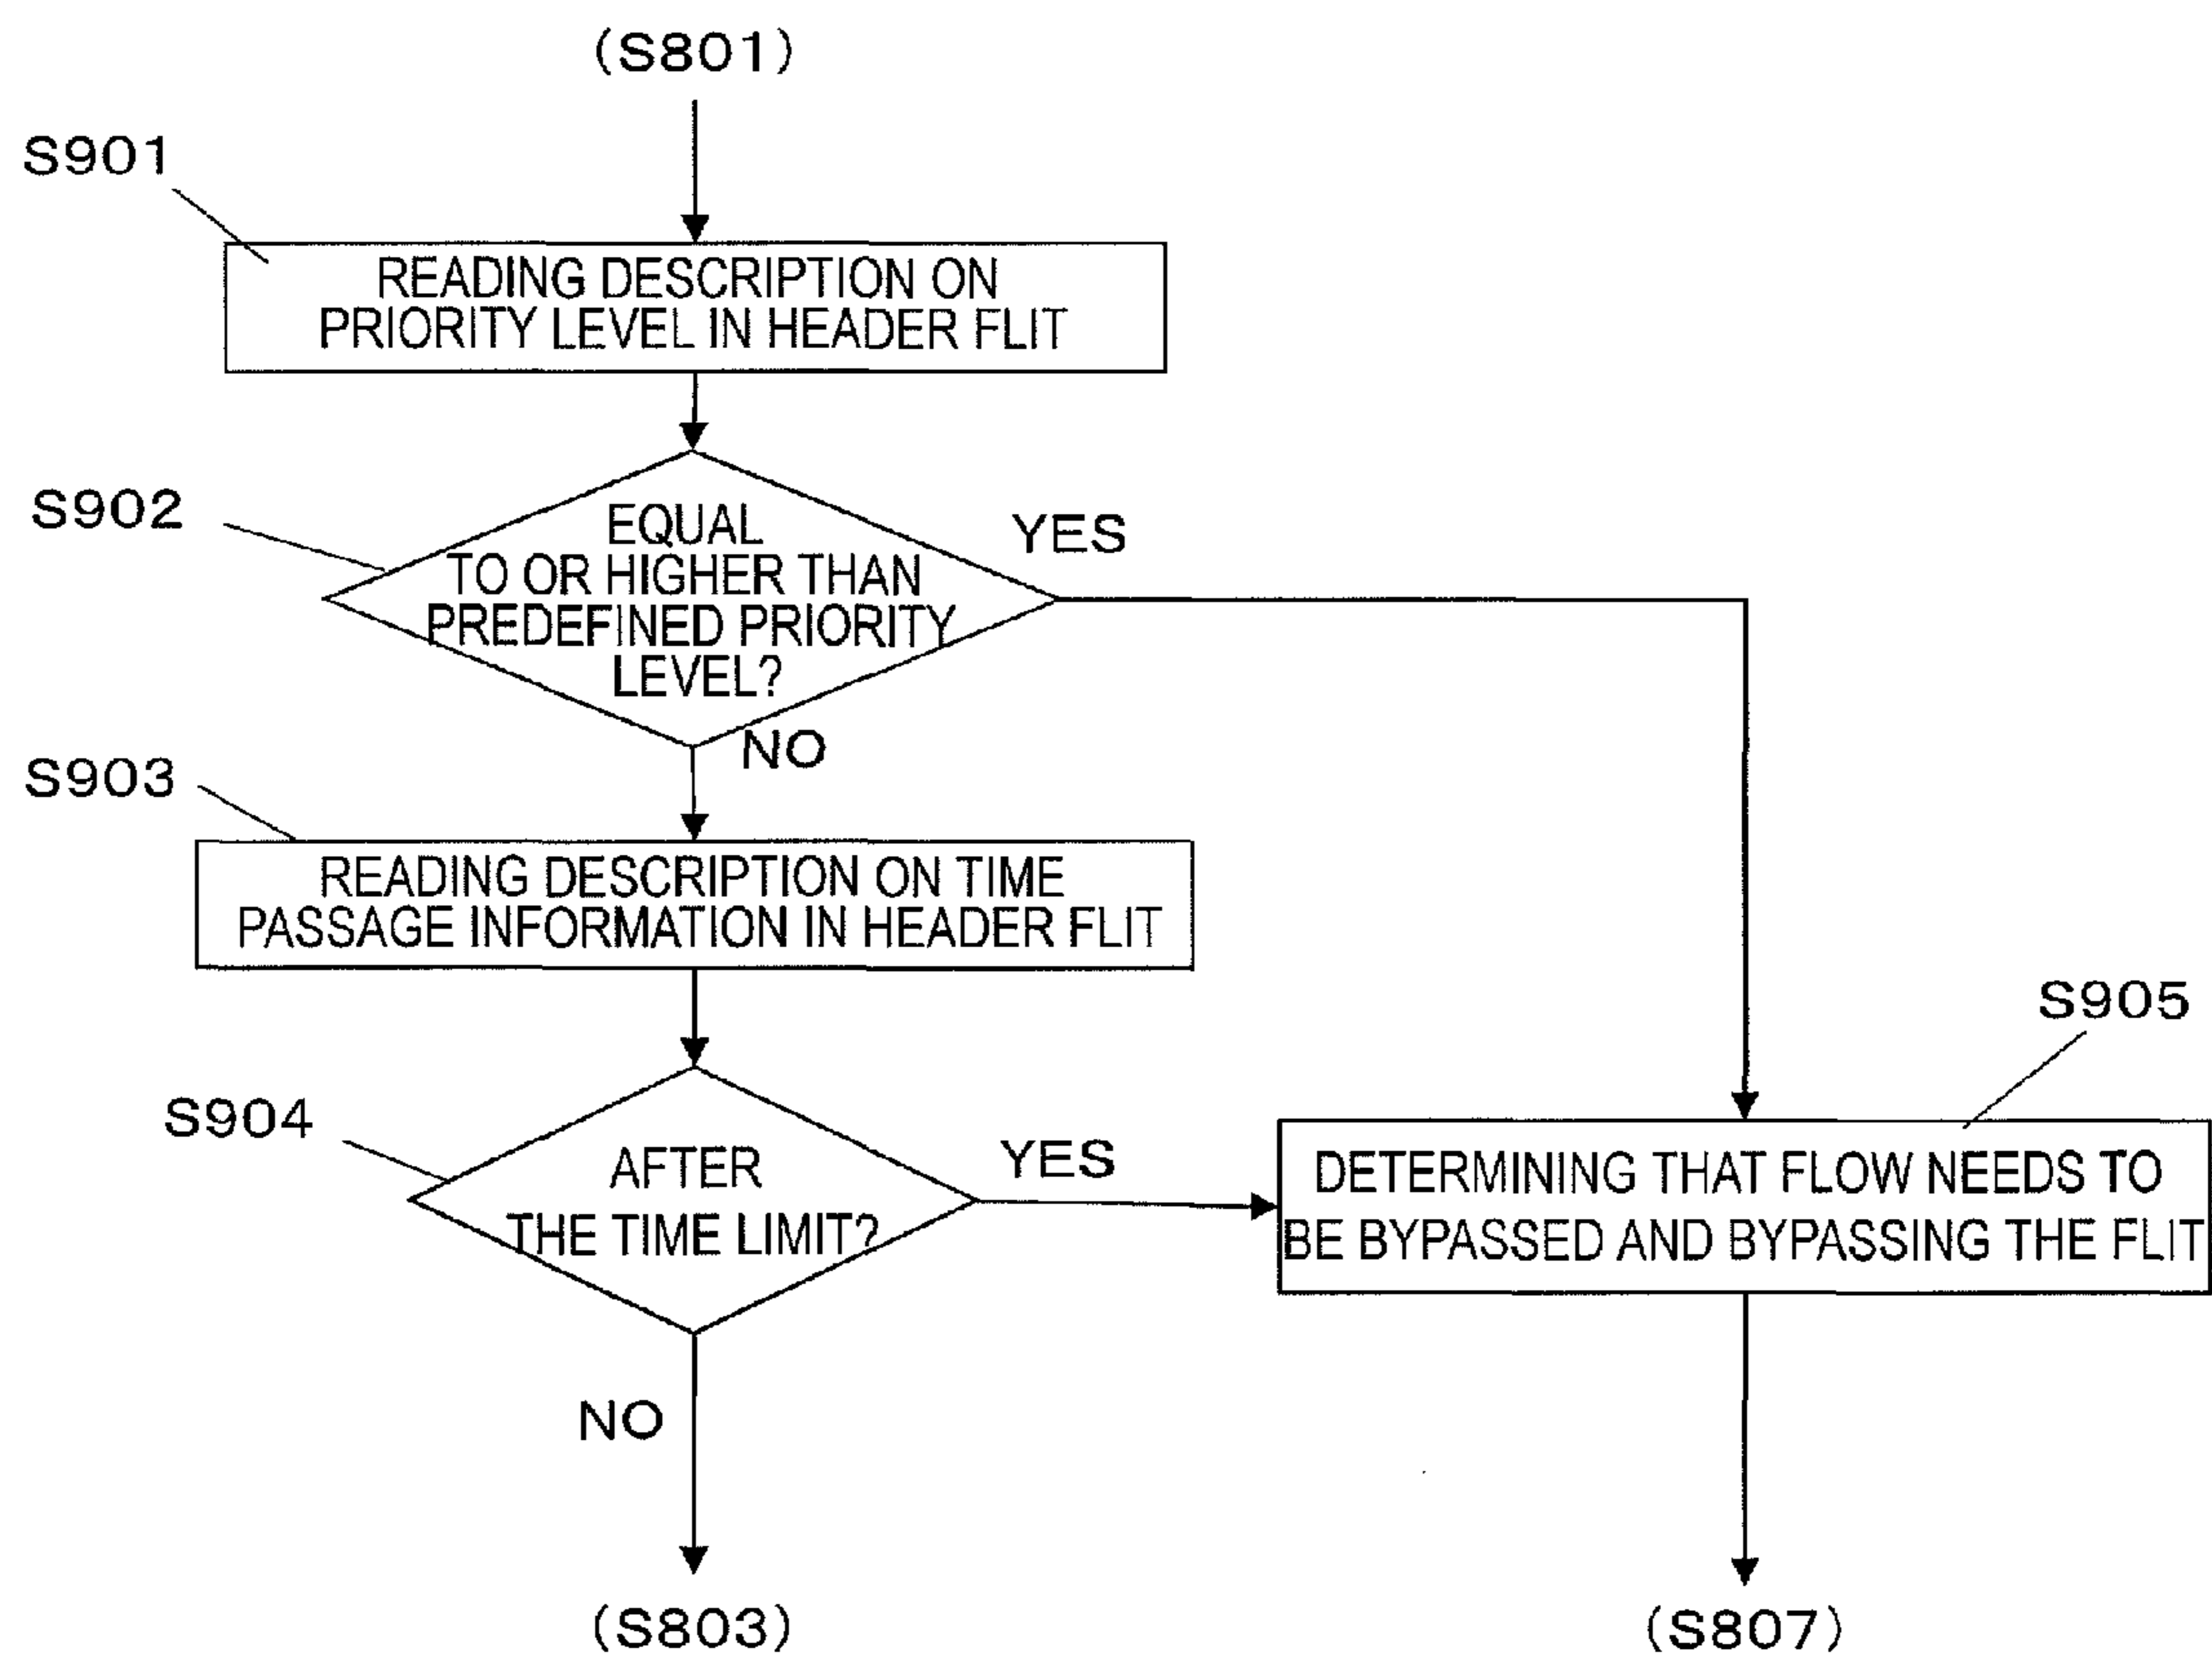 (S801)
S901
READING DESCRIPTION ON
PRIORITY LEVEL IN HEADER FLIT
S902
EQUAL
TO OR HIGHER THAN
PREDEFINED PRIORITY
LEVEL?
YES
NO
S903
READING DESCRIPTION ON TIME
PASSAGE INFORMATION IN HEADER FLIT
S904
AFTER
THE TIME LIMIT?
YES
S905
DETERMINING THAT FLOW NEEDS TO
BE BYPASSED AND BYPASSING THE FLIT
NO
(S803)
(S807)